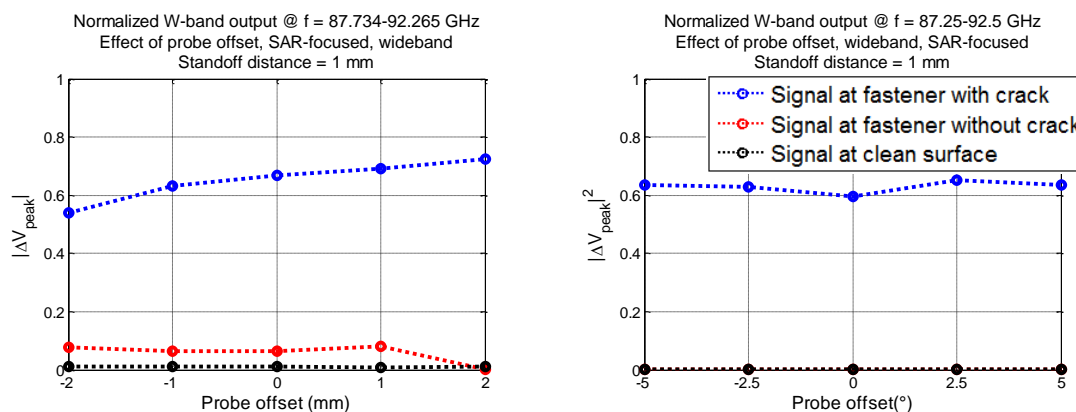 Normalized W-band output @ f = 87.734-92.265 GHz
Effect of probe offset, SAR-focused, wideband
Standoff distance = 1 mm
1
0.8
0.6
0.4
0.2
0
|ΔV_peak|
-2
-1
0
1
2
Probe offset (mm)
Normalized W-band output @ f = 87.25-92.5 GHz
Effect of probe offset, wideband, SAR-focused
Standoff distance = 1 mm
Signal at fastener with crack
Signal at fastener without crack
Signal at clean surface
1
0.8
0.6
0.4
0.2
0
|ΔV_peak|²
-5
-2.5
0
2.5
5
Probe offset(°)